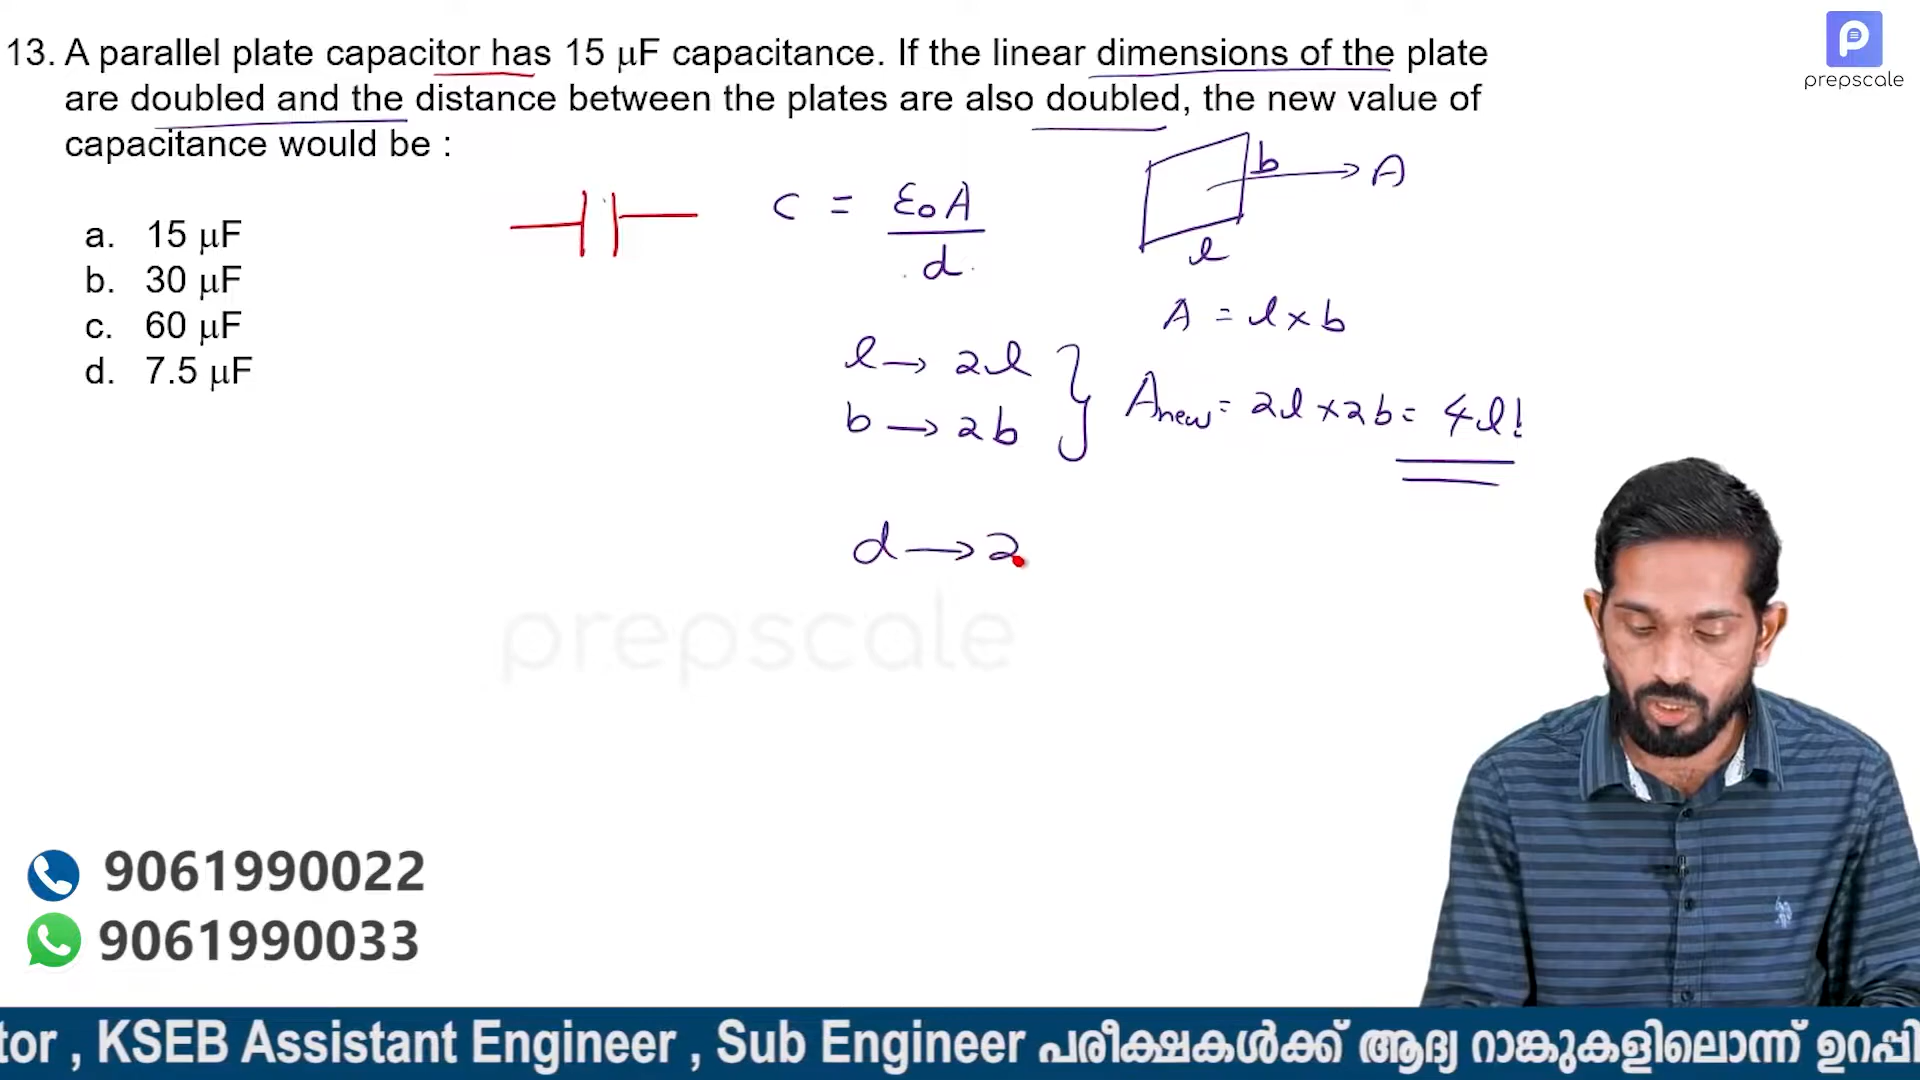 13. A parallel plate capacitor has 15 μF capacitance. If the linear dimensions of the plate
are doubled and the distance between the plates are also doubled, the new value of
capacitance would be :
a. 15 μF
b. 30 μF
c. 60 μF
d. 7.5 μF
prepscale
C = ε₀A / d
b
A
l
A = l × b
l → 2l
b → 2b
A new = 2l × 2b = 4l
d → 2
prepscale
9061990022
9061990033
tor , KSEB Assistant Engineer , Sub Engineer പരീക്ഷകൾക്ക് ആദ്യ റാങ്കുകളിലൊന്ന് ഉറപ്പി